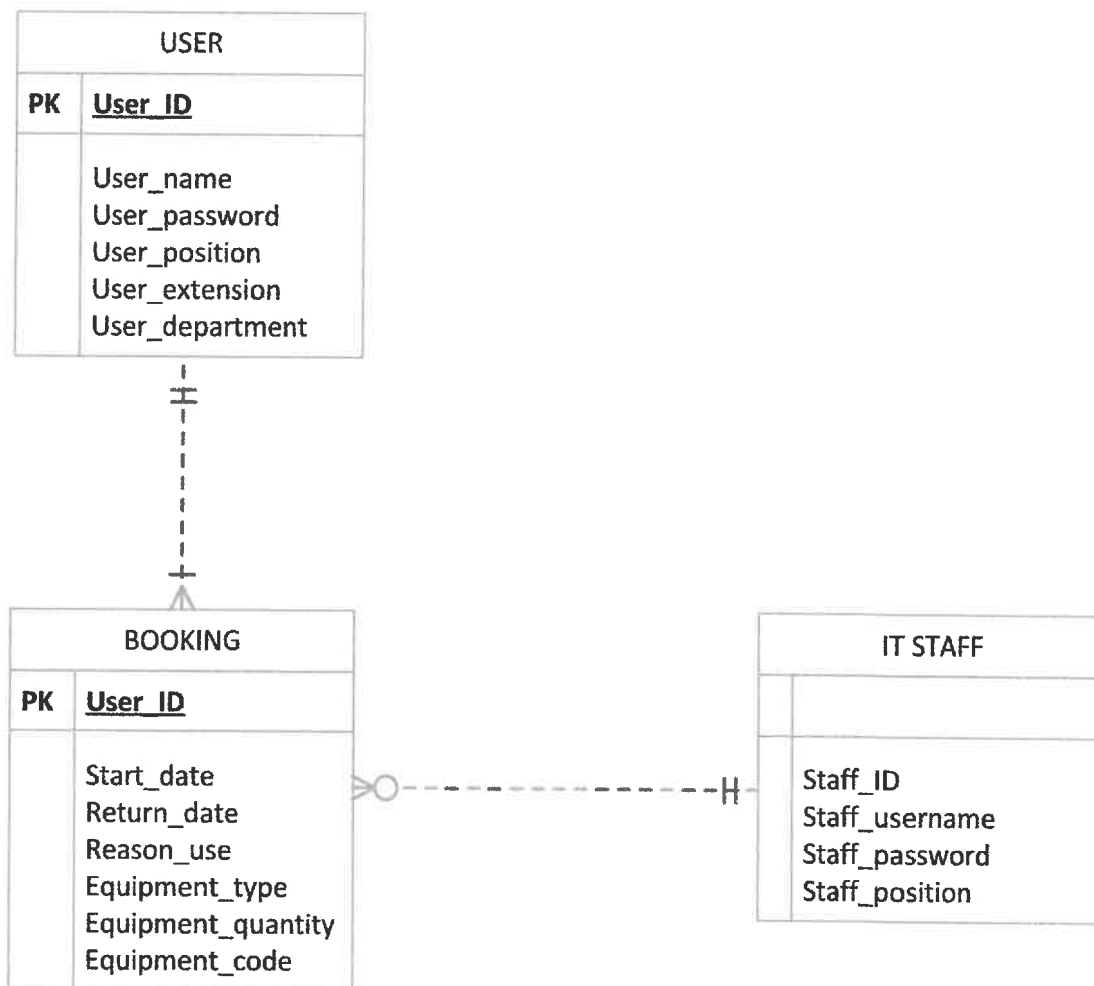 USER
PK User_ID
User_name
User_password
User_position
User_extension
User_department
BOOKING
PK User_ID
Start_date
Return_date
Reason_use
Equipment_type
Equipment_quantity
Equipment_code
IT STAFF
Staff_ID
Staff_username
Staff_password
Staff_position